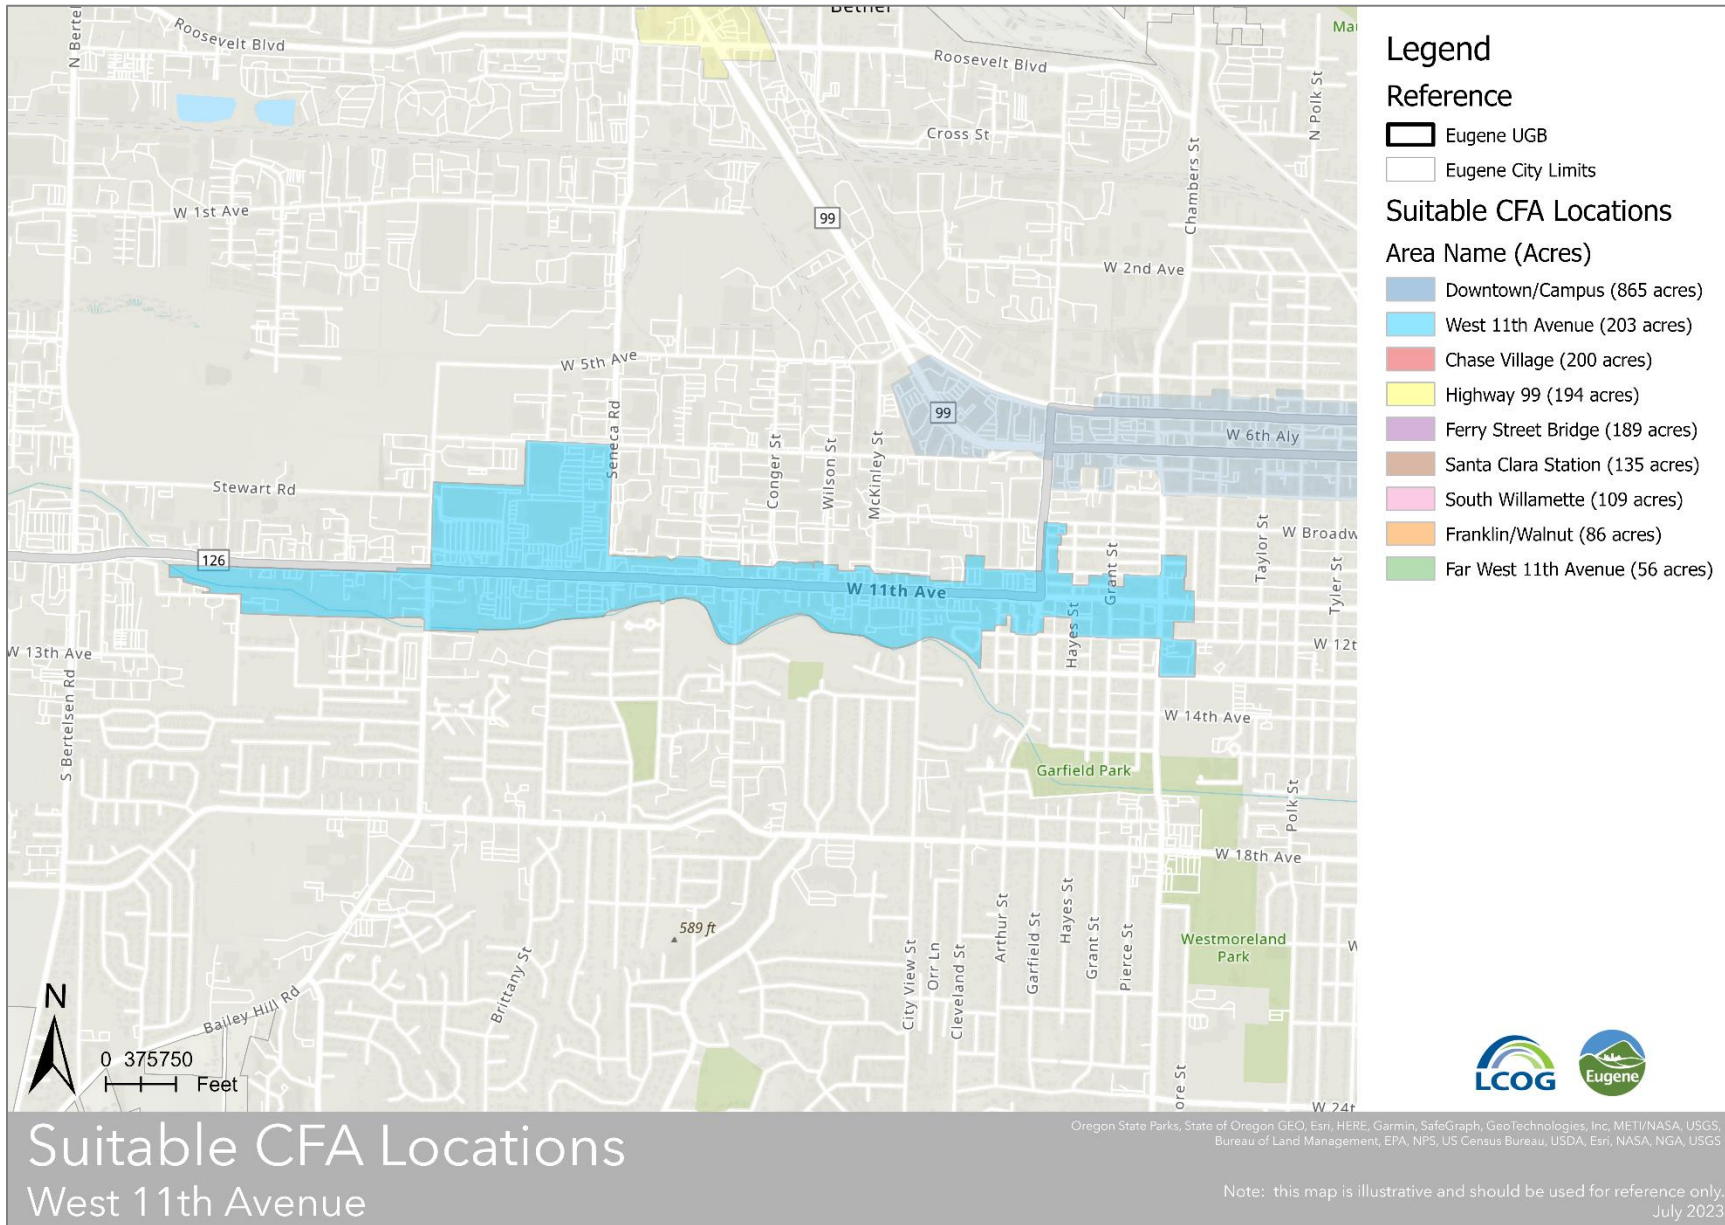 Bethel
N Bertel
Roosevelt Blvd
Roosevelt Blvd
Mau
Cross St
N Polk St
Chambers St
W 1st Ave
99
W 2nd Ave
W 5th Ave
Seneca Rd
99
W 6th Aly
Conger St
Wilson St
McKinley St
Stewart Rd
Grant St
Taylor St
W Broadw
Tyler St
126
W 11th Ave
Hayes St
W 12t
W 13th Ave
S Bertelsen Rd
W 14th Ave
Garfield Park
Polk St
W 18th Ave
589 ft
Brittany St
City View St
Orr Ln
Cleveland St
Arthur St
Garfield St
Hayes St
Grant St
Pierce St
Westmoreland
Park
W
Bailey Hill Rd
ore St
W 24t
N
0 375750
Feet
Legend
Reference
Eugene UGB
Eugene City Limits
Suitable CFA Locations
Area Name (Acres)
Downtown/Campus (865 acres)
West 11th Avenue (203 acres)
Chase Village (200 acres)
Highway 99 (194 acres)
Ferry Street Bridge (189 acres)
Santa Clara Station (135 acres)
South Willamette (109 acres)
Franklin/Walnut (86 acres)
Far West 11th Avenue (56 acres)
LCOG
Eugene
Suitable CFA Locations
West 11th Avenue
Oregon State Parks, State of Oregon GEO, Esri, HERE, Garmin, SafeGraph, GeoTechnologies, Inc, METI/NASA, USGS,
Bureau of Land Management, EPA, NPS, US Census Bureau, USDA, Esri, NASA, NGA, USGS
Note: this map is illustrative and should be used for reference only.
July 2023